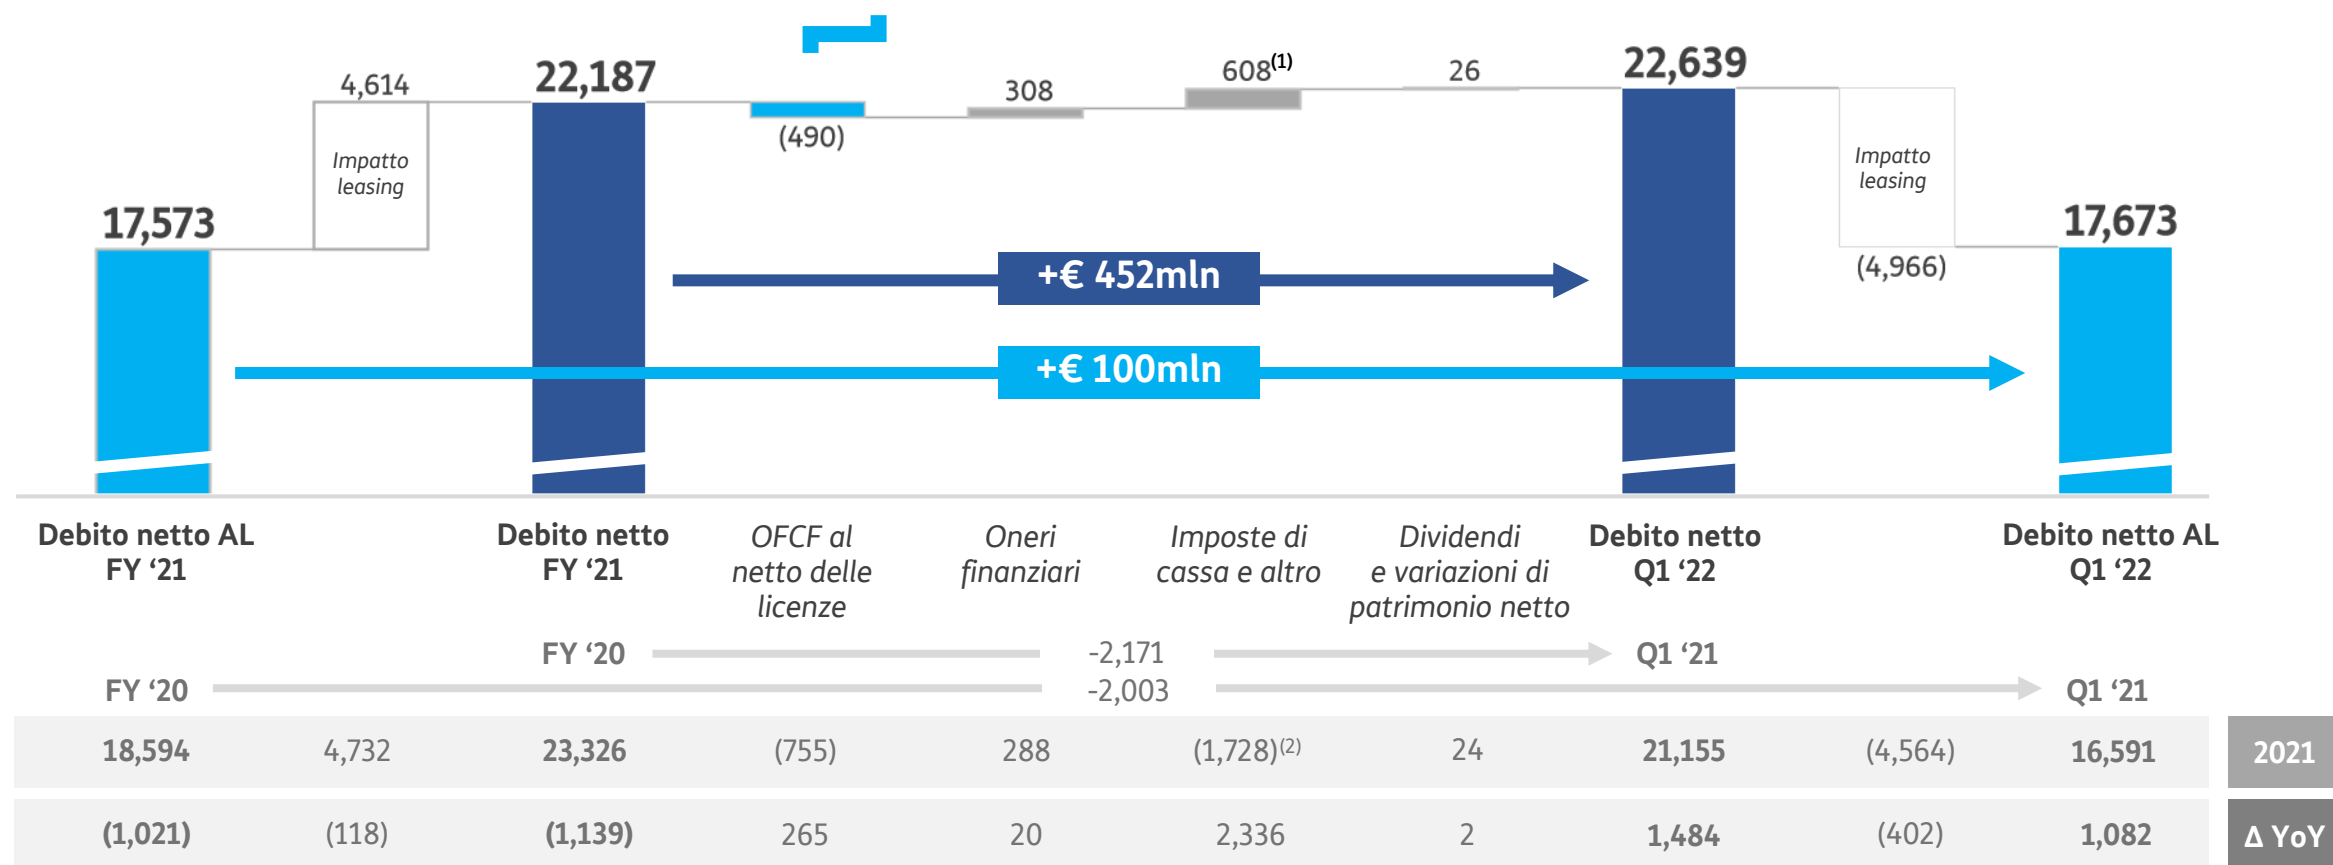 4,614
22,187
(490)
308
608(1)
26
22,639
Impatto
leasing
Impatto
leasing
17,573
(4,966)
17,673
+€ 452mln
+€ 100mln
Debito netto AL
FY ‘21
Debito netto
FY ‘21
OFCF al
netto delle
licenze
Oneri
finanziari
Imposte di
cassa e altro
Dividendi
e variazioni di
patrimonio netto
Debito netto
Q1 ‘22
Debito netto AL
Q1 ‘22
FY ‘20 -2,171 Q1 ‘21
FY ‘20 -2,003 Q1 ‘21
18,594 4,732 23,326 (755) 288 (1,728)(2) 24 21,155 (4,564) 16,591 2021
(1,021) (118) (1,139) 265 20 2,336 2 1,484 (402) 1,082 Δ YoY